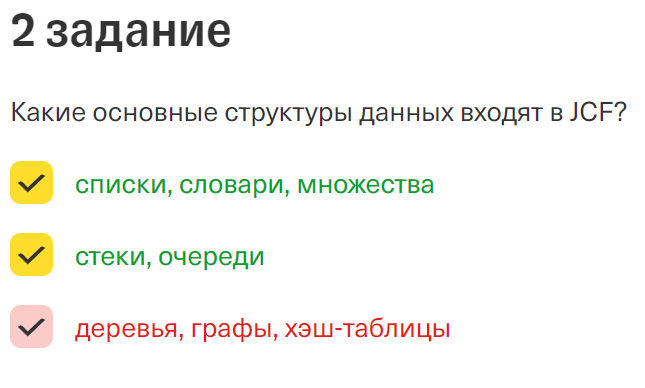 2 задание
Какие основные структуры данных входят в JCF?
списки, словари, множества
стеки, очереди
деревья, графы, хэш-таблицы